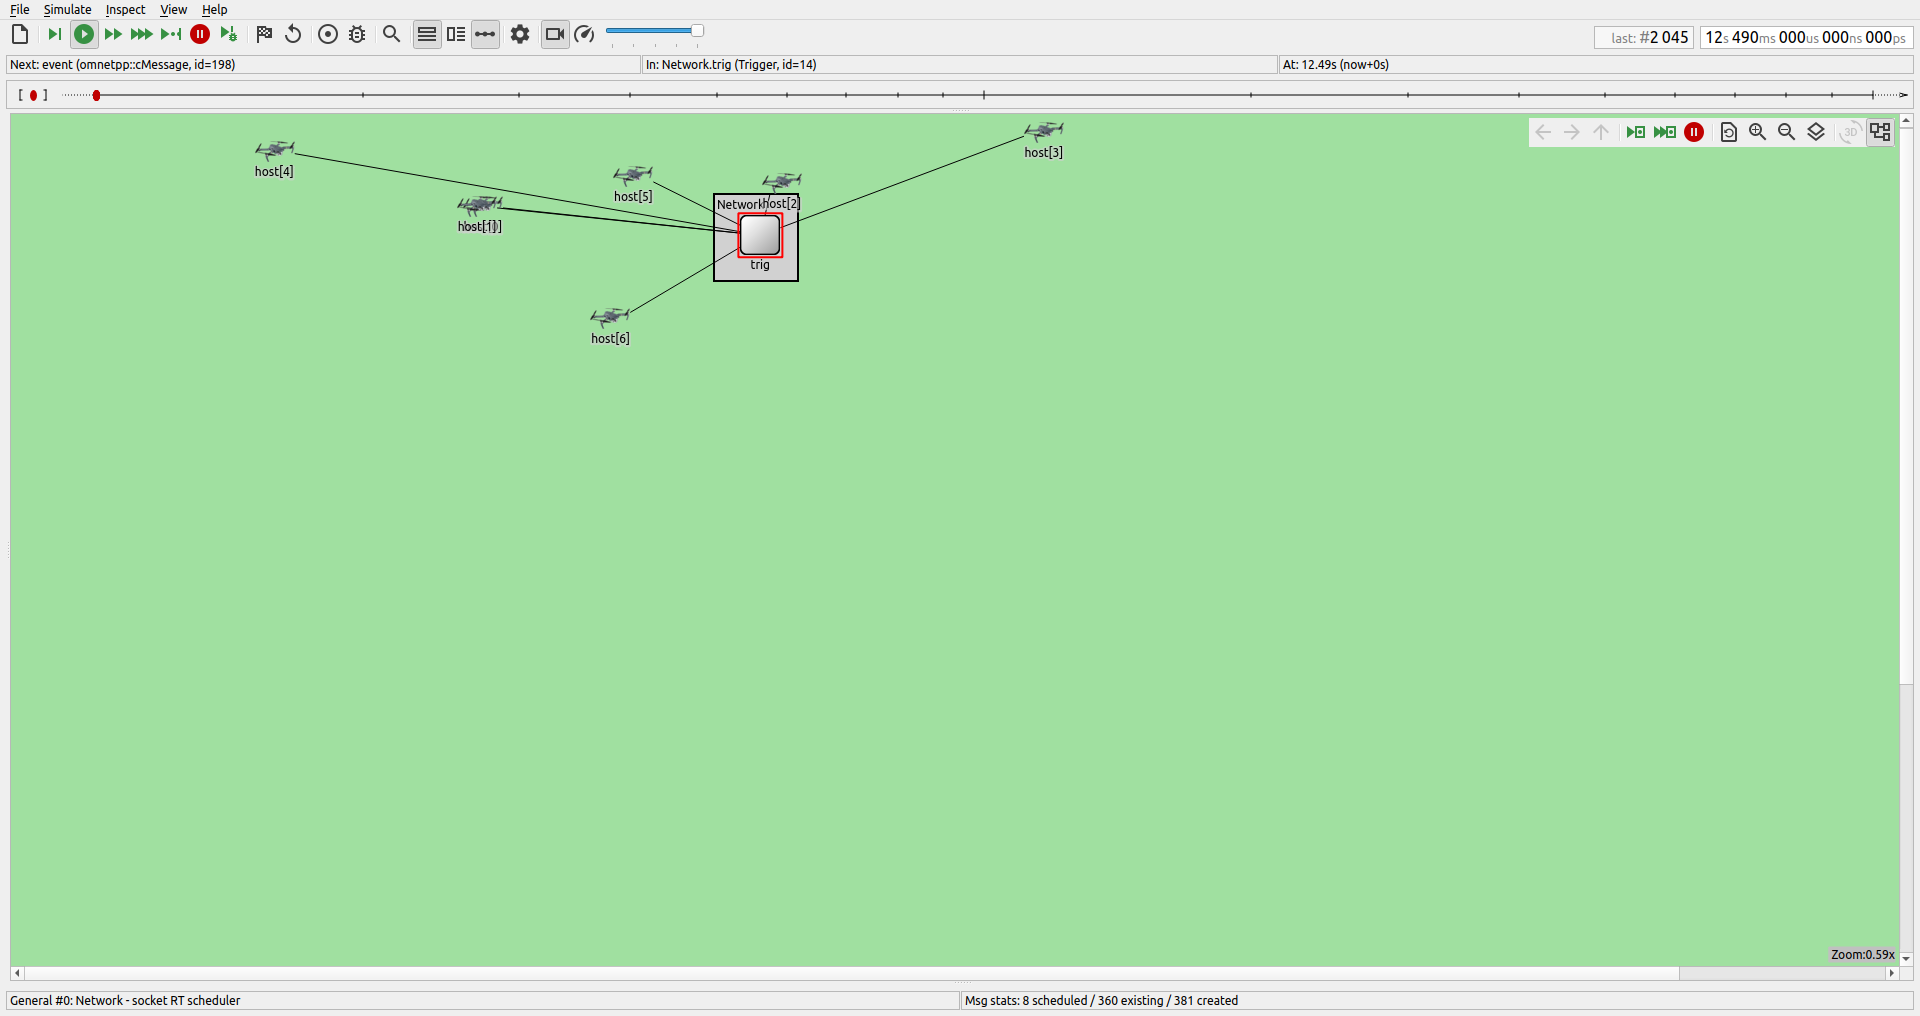 File Simulate Inspect View Help
last: #2 045
12s 490ms 000us 000ns 000ps
Next: event (omnetpp::cMessage, id=198)
In: Network.trig (Trigger, id=14)
At: 12.49s (now+0s)
3D
host[3]
host[4]
host[5]
Network
host[2]
host[1]
trig
host[6]
Zoom:0.59x
General #0: Network - socket RT scheduler
Msg stats: 8 scheduled / 360 existing / 381 created